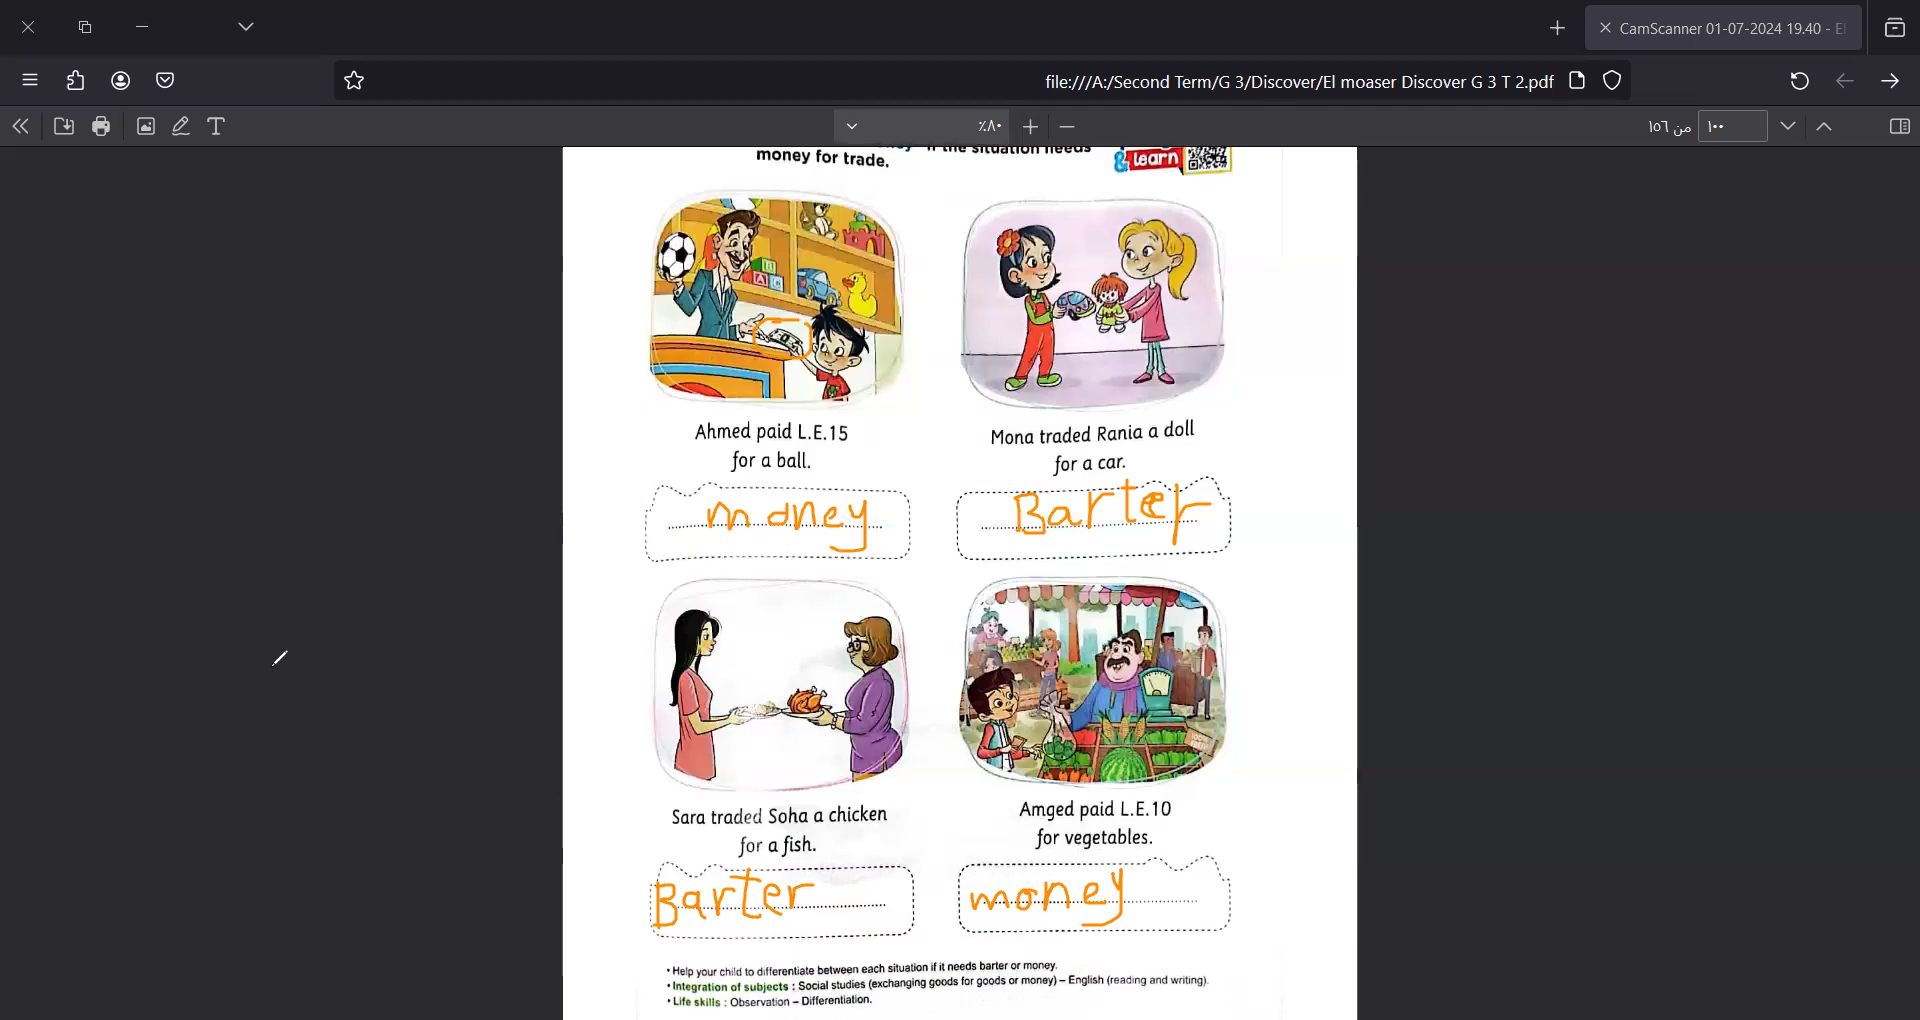 CamScanner 01-07-2024 19.40 - El
file:///A:/Second Term/G 3/Discover/El moaser Discover G 3 T 2.pdf
٪٨٠
١٠٠ من ١٥٦
if the situation needs
money for trade.
& learn
Ahmed paid L.E.15
for a ball.
money
Mona traded Rania a doll
for a car.
Barter
Sara traded Soha a chicken
for a fish.
Barter
Amged paid L.E.10
for vegetables.
money
• Help your child to differentiate between each situation if it needs barter or money.
• Integration of subjects : Social studies (exchanging goods for goods or money) – English (reading and writing).
• Life skills : Observation – Differentiation.